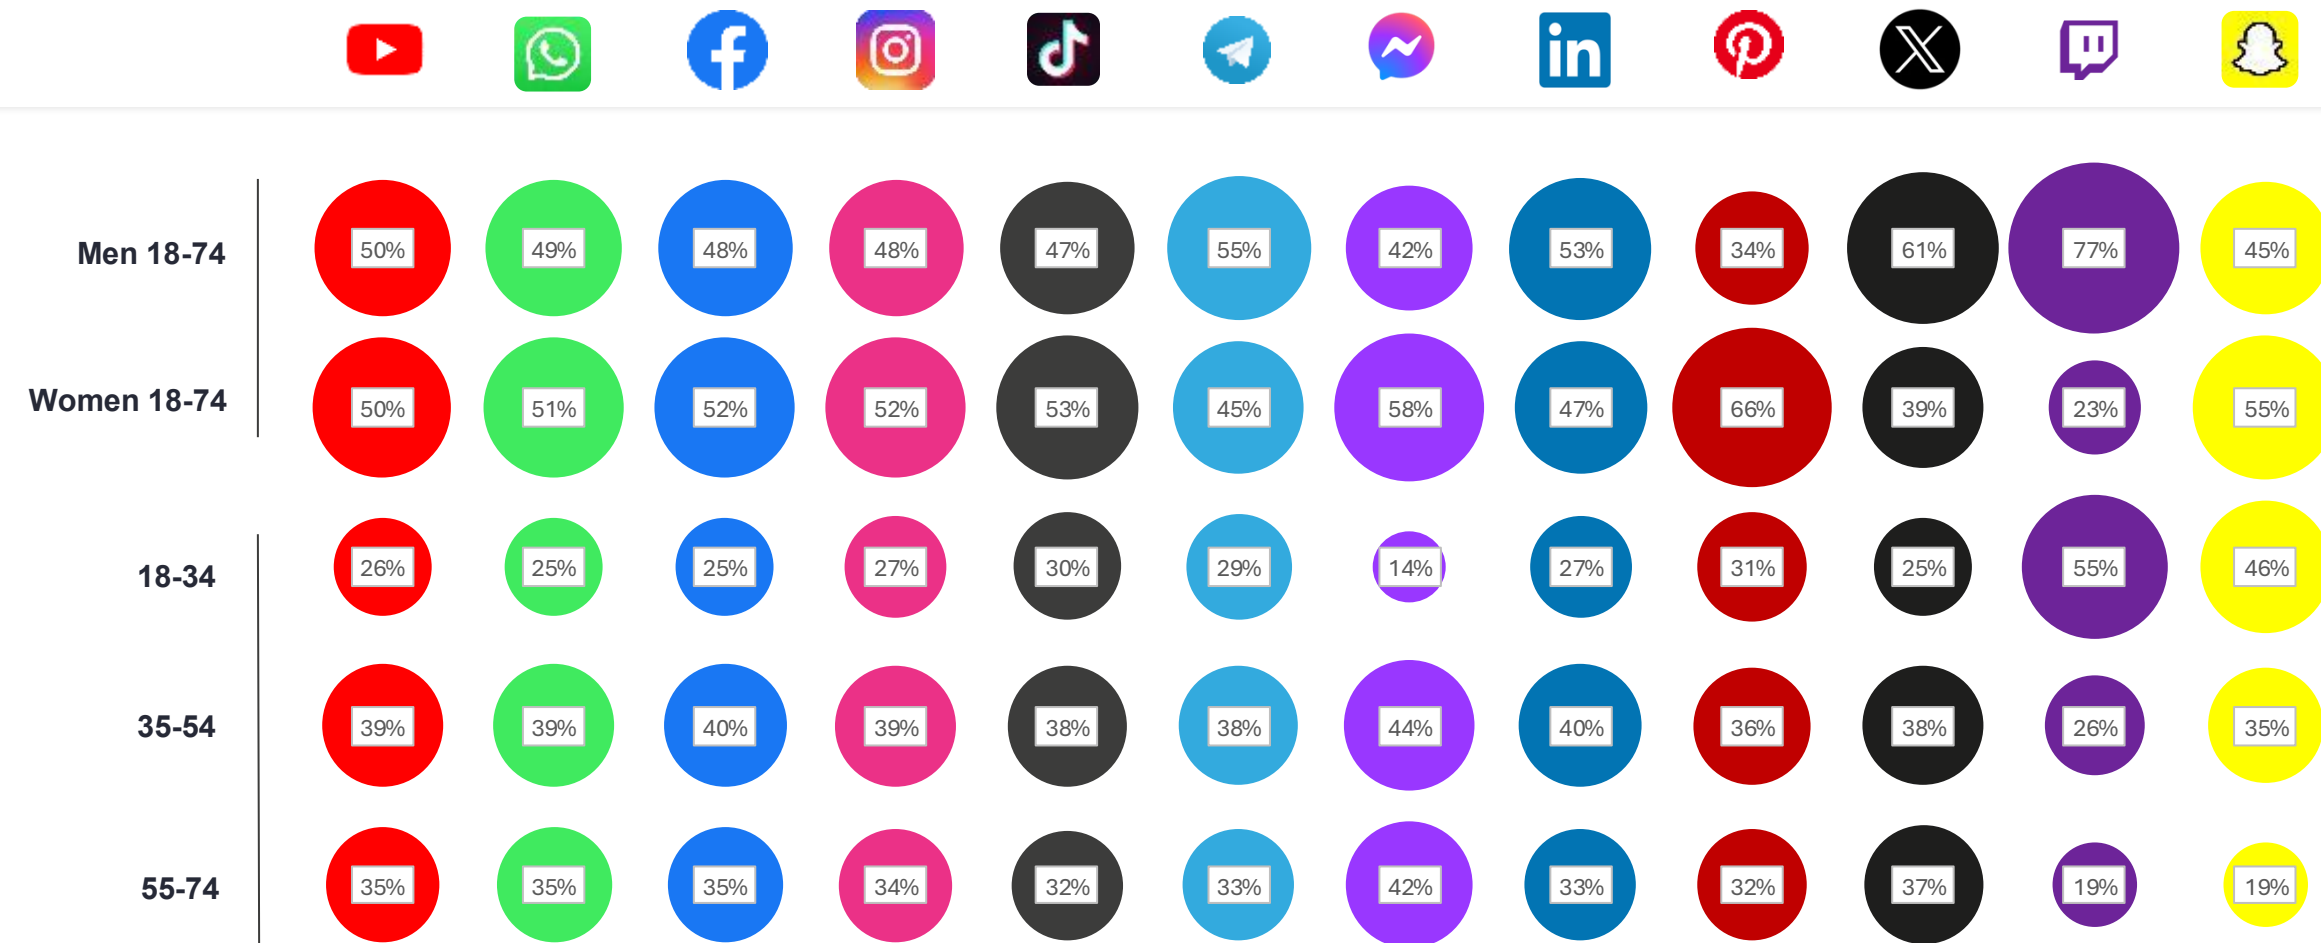 in
Men 18-74 50% 49% 48% 48% 47% 55% 42% 53% 34% 61% 77% 45%
Women 18-74 50% 51% 52% 52% 53% 45% 58% 47% 66% 39% 23% 55%
18-34 26% 25% 25% 27% 30% 29% 14% 27% 31% 25% 55% 46%
35-54 39% 39% 40% 39% 38% 38% 44% 40% 36% 38% 26% 35%
55-74 35% 35% 35% 34% 32% 33% 42% 33% 32% 37% 19% 19%